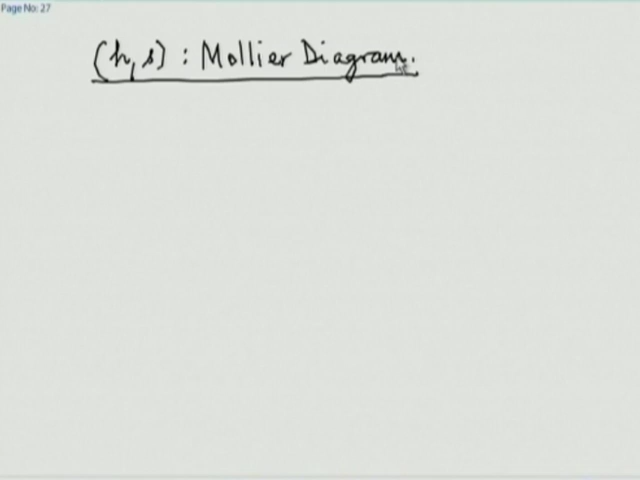 Page No: 27
(h, s) : Mollier Diagram.